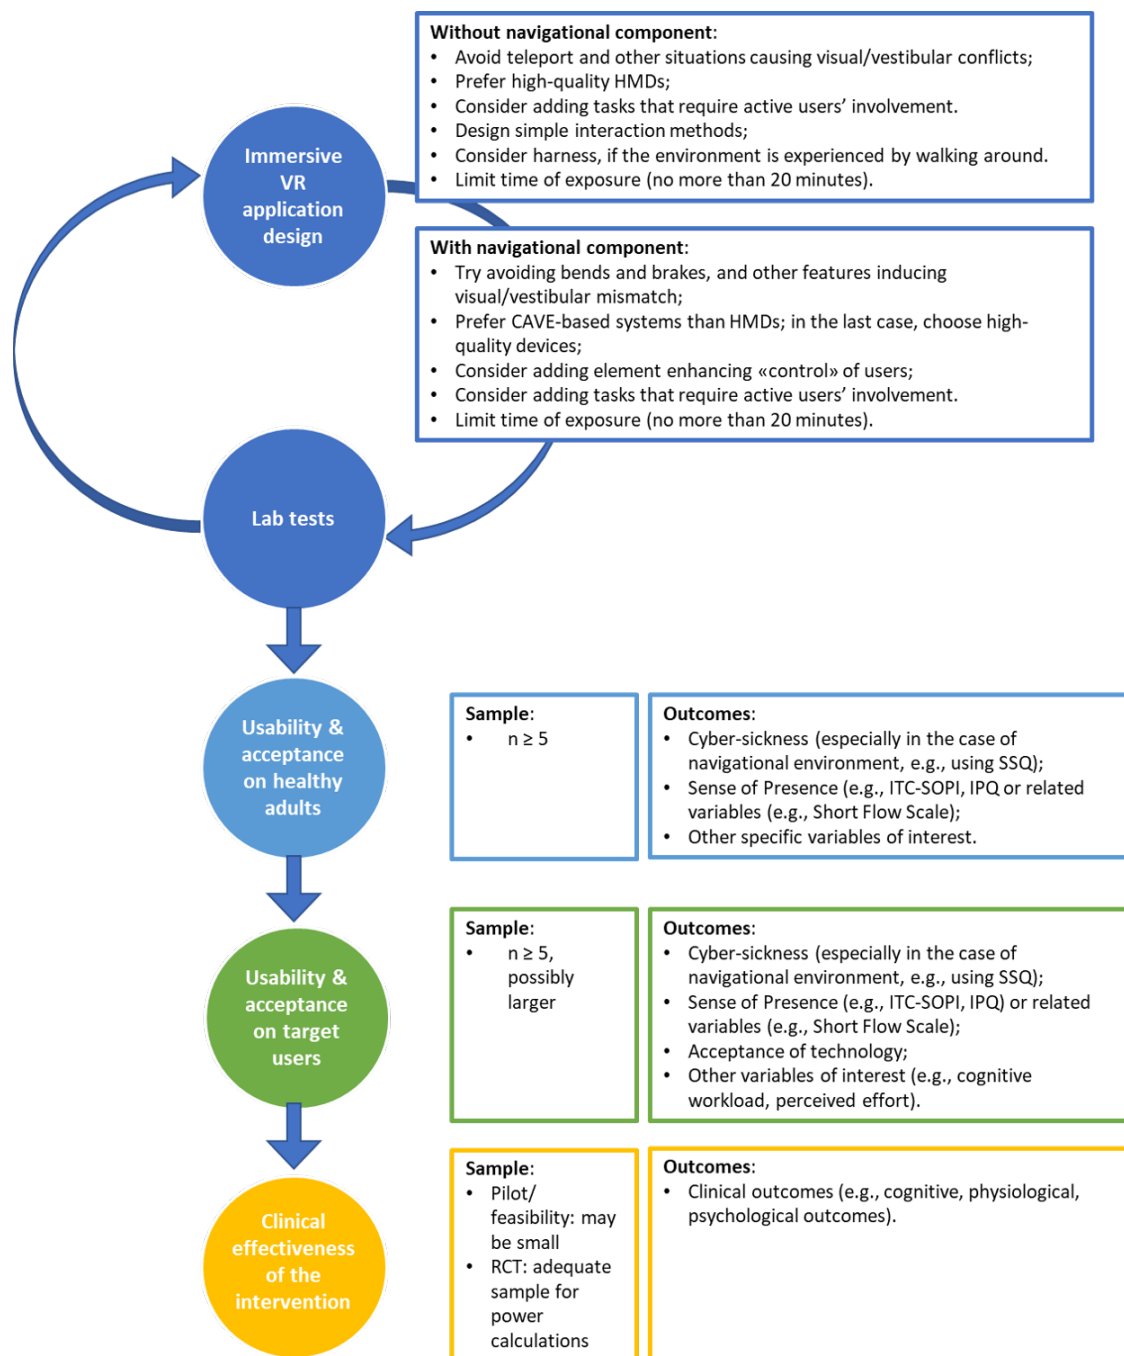 Without navigational component:
• Avoid teleport and other situations causing visual/vestibular conflicts;
• Prefer high-quality HMDs;
• Consider adding tasks that require active users’ involvement.
• Design simple interaction methods;
• Consider harness, if the environment is experienced by walking around.
• Limit time of exposure (no more than 20 minutes).
Immersive
VR
application
design
With navigational component:
• Try avoiding bends and brakes, and other features inducing
visual/vestibular mismatch;
• Prefer CAVE-based systems than HMDs; in the last case, choose high-
quality devices;
• Consider adding element enhancing «control» of users;
• Consider adding tasks that require active users’ involvement.
• Limit time of exposure (no more than 20 minutes).
Lab tests
Usability &
acceptance
on healthy
adults
Sample:
• n ≥ 5
Outcomes:
• Cyber-sickness (especially in the case of
navigational environment, e.g., using SSQ);
• Sense of Presence (e.g., ITC-SOPI, IPQ or related
variables (e.g., Short Flow Scale);
• Other specific variables of interest.
Usability &
acceptance
on target
users
Sample:
• n ≥ 5,
possibly
larger
Outcomes:
• Cyber-sickness (especially in the case of
navigational environment, e.g., using SSQ);
• Sense of Presence (e.g., ITC-SOPI, IPQ) or related
variables (e.g., Short Flow Scale);
• Acceptance of technology;
• Other variables of interest (e.g., cognitive
workload, perceived effort).
Clinical
effectiveness
of the
intervention
Sample:
• Pilot/
feasibility: may
be small
• RCT: adequate
sample for
power
calculations
Outcomes:
• Clinical outcomes (e.g., cognitive, physiological,
psychological outcomes).